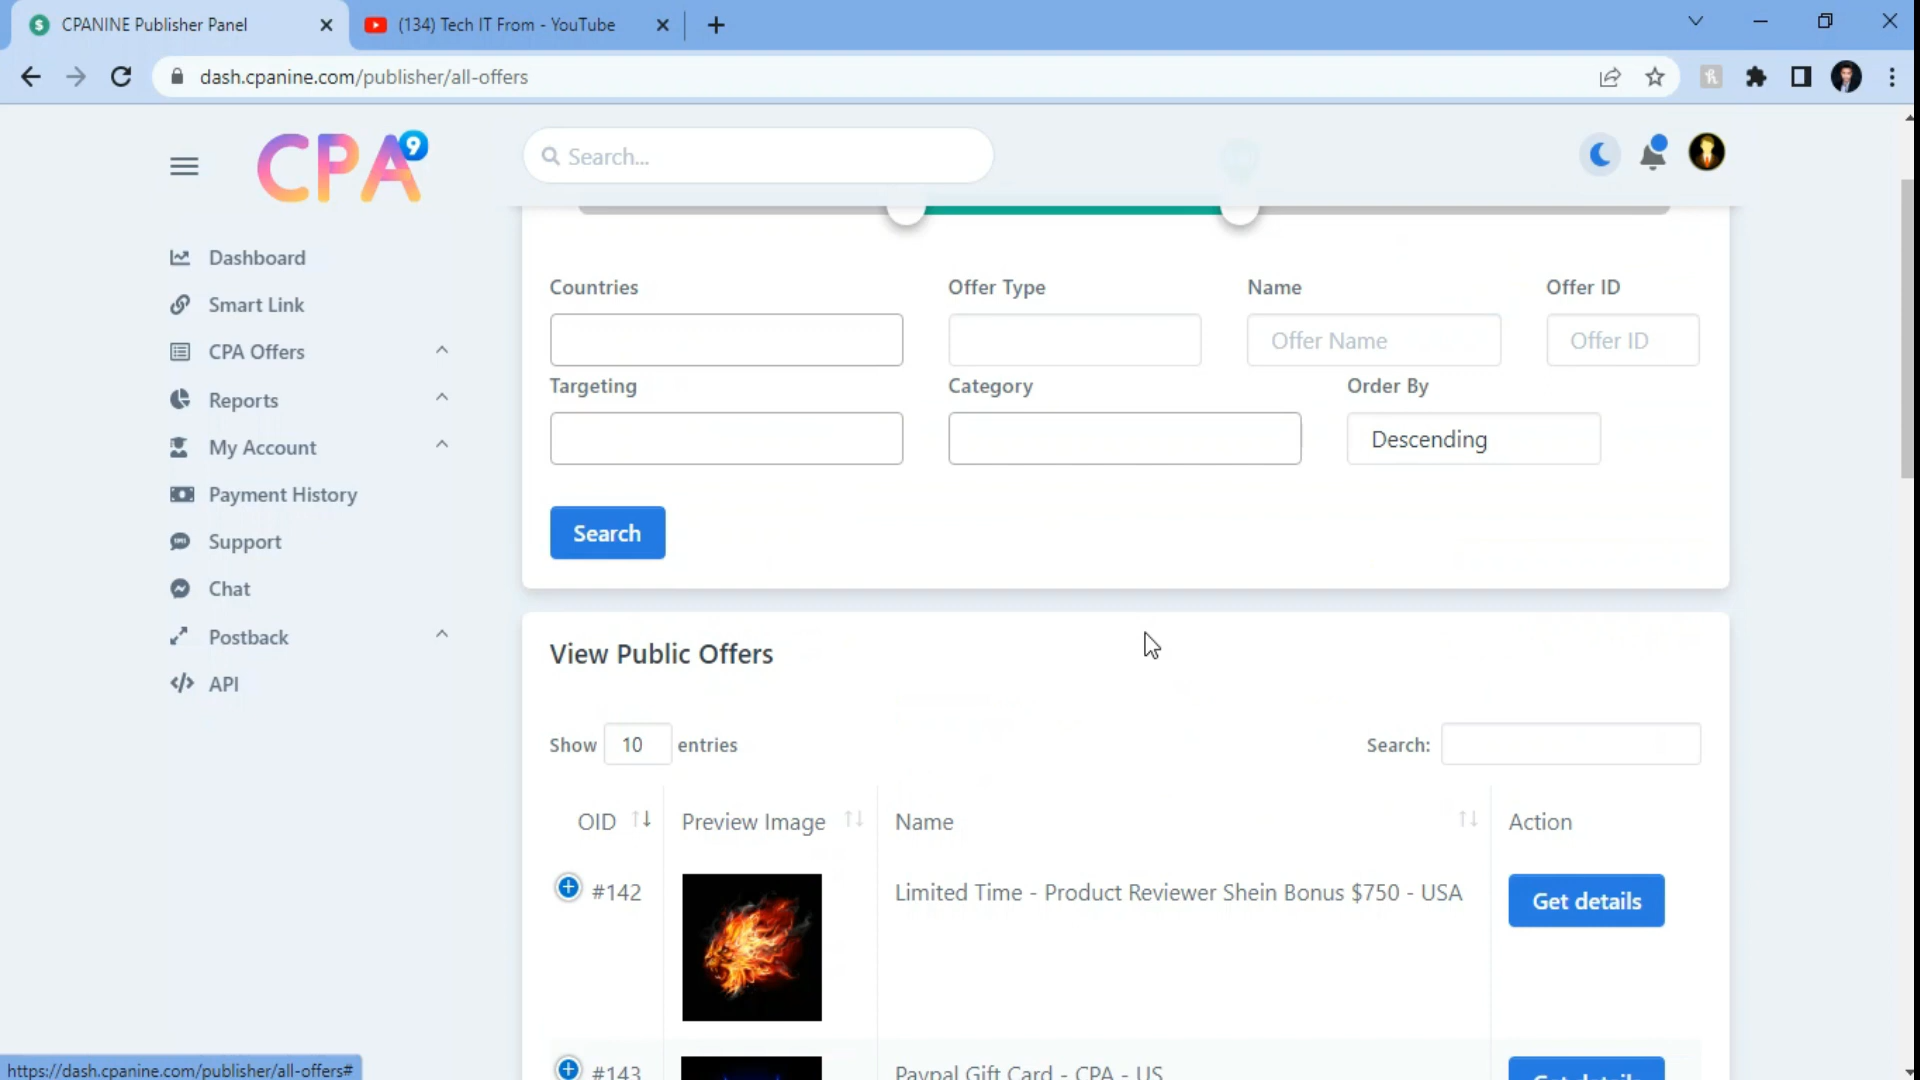 CPANINE Publisher Panel
(134) Tech IT From - YouTube
dash.cpanine.com/publisher/all-offers
CPA9
Search...
Dashboard
Smart Link
CPA Offers
Reports
My Account
Payment History
Support
Chat
Postback
API
Countries
Offer Type
Name
Offer ID
Offer Name
Offer ID
Targeting
Category
Order By
Descending
Search
View Public Offers
Show 10 entries
Search:
OID
Preview Image
Name
Action
#142
Limited Time - Product Reviewer Shein Bonus $750 - USA
Get details
#143
Paypal Gift Card - CPA - US
Get details
https://dash.cpanine.com/publisher/all-offers#